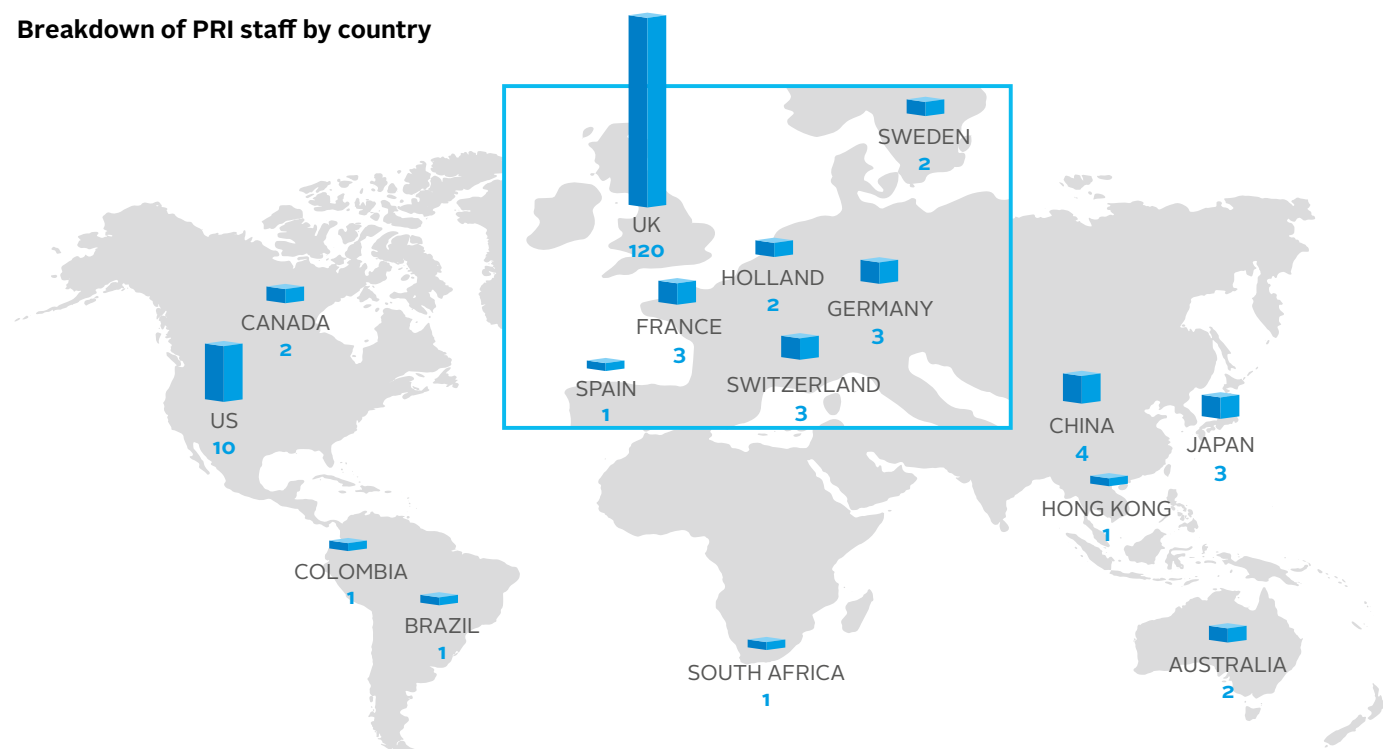 Breakdown of PRI staff by country
SWEDEN
2
UK
120
HOLLAND
2
GERMANY
3
FRANCE
3
SWITZERLAND
3
SPAIN
1
CANADA
2
US
10
CHINA
4
JAPAN
3
HONG KONG
1
COLOMBIA
1
BRAZIL
1
SOUTH AFRICA
1
AUSTRALIA
2